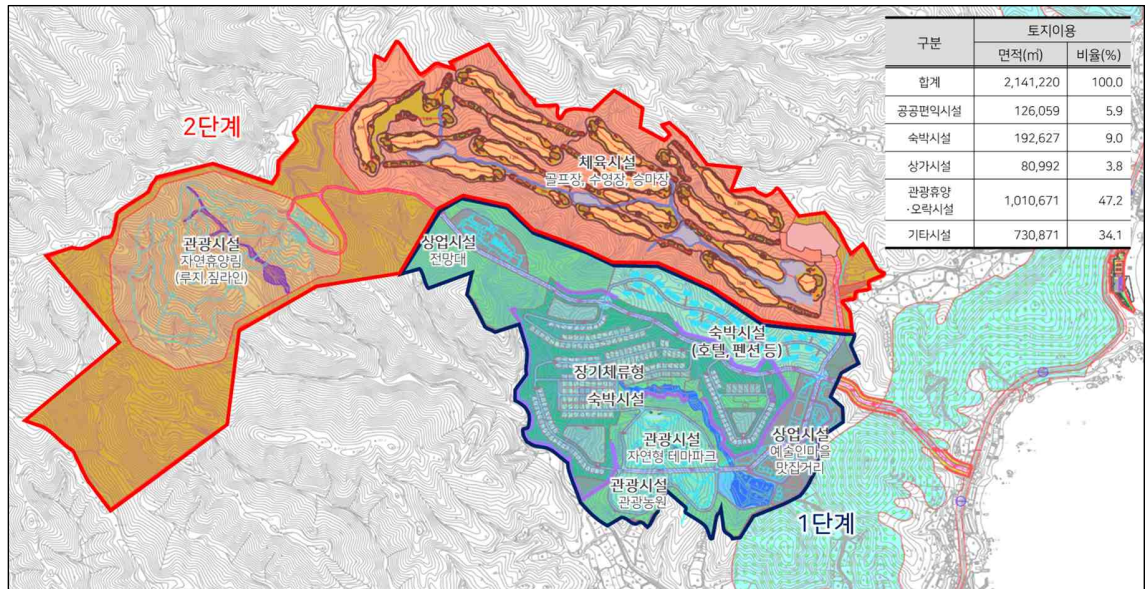 구분
토지이용
면적(㎡)
비율(%)
합계
2,141,220
100.0
공공편익시설
126,059
5.9
숙박시설
192,627
9.0
상가시설
80,992
3.8
관광휴양
·오락시설
1,010,671
47.2
기타시설
730,871
34.1
2단계
체육시설
골프장, 수영장, 승마장
관광시설
자연휴양림
(루지,짚라인)
상업시설
전망대
숙박시설
(호텔, 펜션 등)
장기체류형
숙박시설
관광시설
자연형 테마파크
상업시설
예술인마을
맛집거리
관광시설
관광농원
1단계